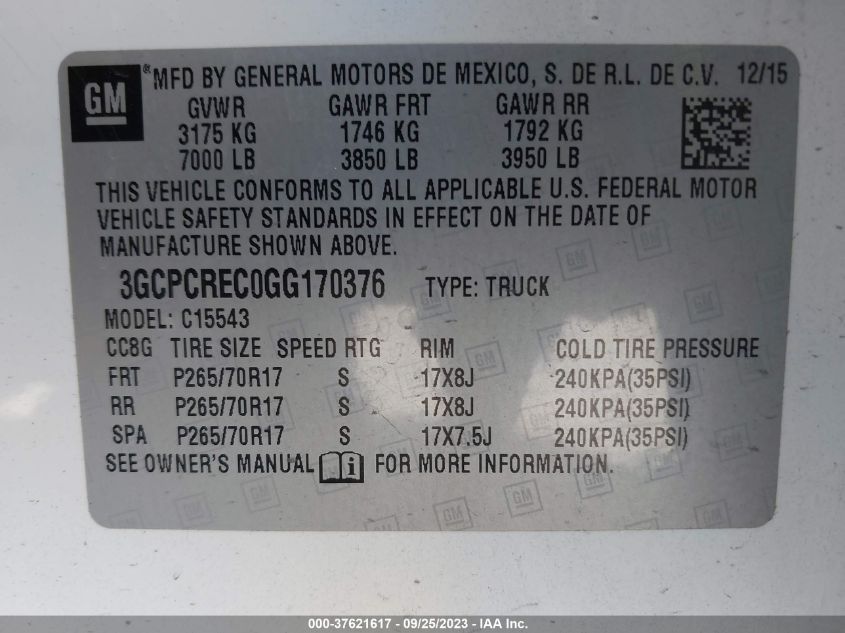 GM ® MFD BY GENERAL MOTORS DE MEXICO, S. DE R.L. DE C.V. 12/15
GVWR GAWR FRT GAWR RR
3175 KG 1746 KG 1792 KG
7000 LB 3850 LB 3950 LB
THIS VEHICLE CONFORMS TO ALL APPLICABLE U.S. FEDERAL MOTOR
VEHICLE SAFETY STANDARDS IN EFFECT ON THE DATE OF
MANUFACTURE SHOWN ABOVE.
3GCPCREC0GG170376 TYPE: TRUCK
MODEL: C15543
CC8G TIRE SIZE SPEED RTG RIM COLD TIRE PRESSURE
FRT P265/70R17 S 17X8J 240KPA(35PSI)
RR P265/70R17 S 17X8J 240KPA(35PSI)
SPA P265/70R17 S 17X7.5J 240KPA(35PSI)
SEE OWNER'S MANUAL i FOR MORE INFORMATION.
000-37621617 - 09/25/2023 - IAA Inc.